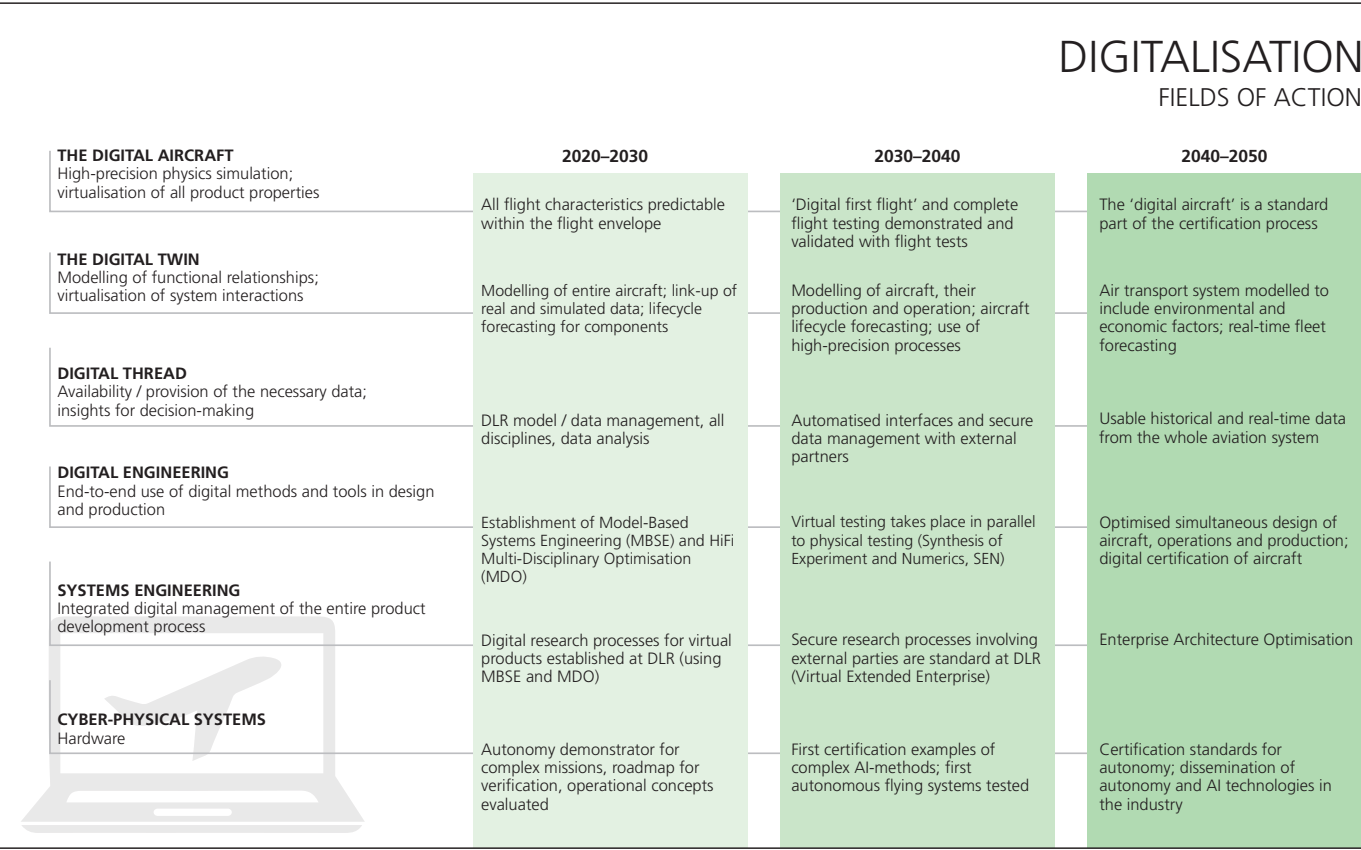 DIGITALISATION
FIELDS OF ACTION
2020–2030
2030–2040
2040–2050
THE DIGITAL AIRCRAFT
High-precision physics simulation;
virtualisation of all product properties
All flight characteristics predictable
within the flight envelope
‘Digital first flight’ and complete
flight testing demonstrated and
validated with flight tests
The ‘digital aircraft’ is a standard
part of the certification process
THE DIGITAL TWIN
Modelling of functional relationships;
virtualisation of system interactions
Modelling of entire aircraft; link-up of
real and simulated data; lifecycle
forecasting for components
Modelling of aircraft, their
production and operation; aircraft
lifecycle forecasting; use of
high-precision processes
Air transport system modelled to
include environmental and
economic factors; real-time fleet
forecasting
DIGITAL THREAD
Availability / provision of the necessary data;
insights for decision-making
DLR model / data management, all
disciplines, data analysis
Automatised interfaces and secure
data management with external
partners
Usable historical and real-time data
from the whole aviation system
DIGITAL ENGINEERING
End-to-end use of digital methods and tools in design
and production
Establishment of Model-Based
Systems Engineering (MBSE) and HiFi
Multi-Disciplinary Optimisation
(MDO)
Virtual testing takes place in parallel
to physical testing (Synthesis of
Experiment and Numerics, SEN)
Optimised simultaneous design of
aircraft, operations and production;
digital certification of aircraft
SYSTEMS ENGINEERING
Integrated digital management of the entire product
development process
Digital research processes for virtual
products established at DLR (using
MBSE and MDO)
Secure research processes involving
external parties are standard at DLR
(Virtual Extended Enterprise)
Enterprise Architecture Optimisation
CYBER-PHYSICAL SYSTEMS
Hardware
Autonomy demonstrator for
complex missions, roadmap for
verification, operational concepts
evaluated
First certification examples of
complex AI-methods; first
autonomous flying systems tested
Certification standards for
autonomy; dissemination of
autonomy and AI technologies in
the industry